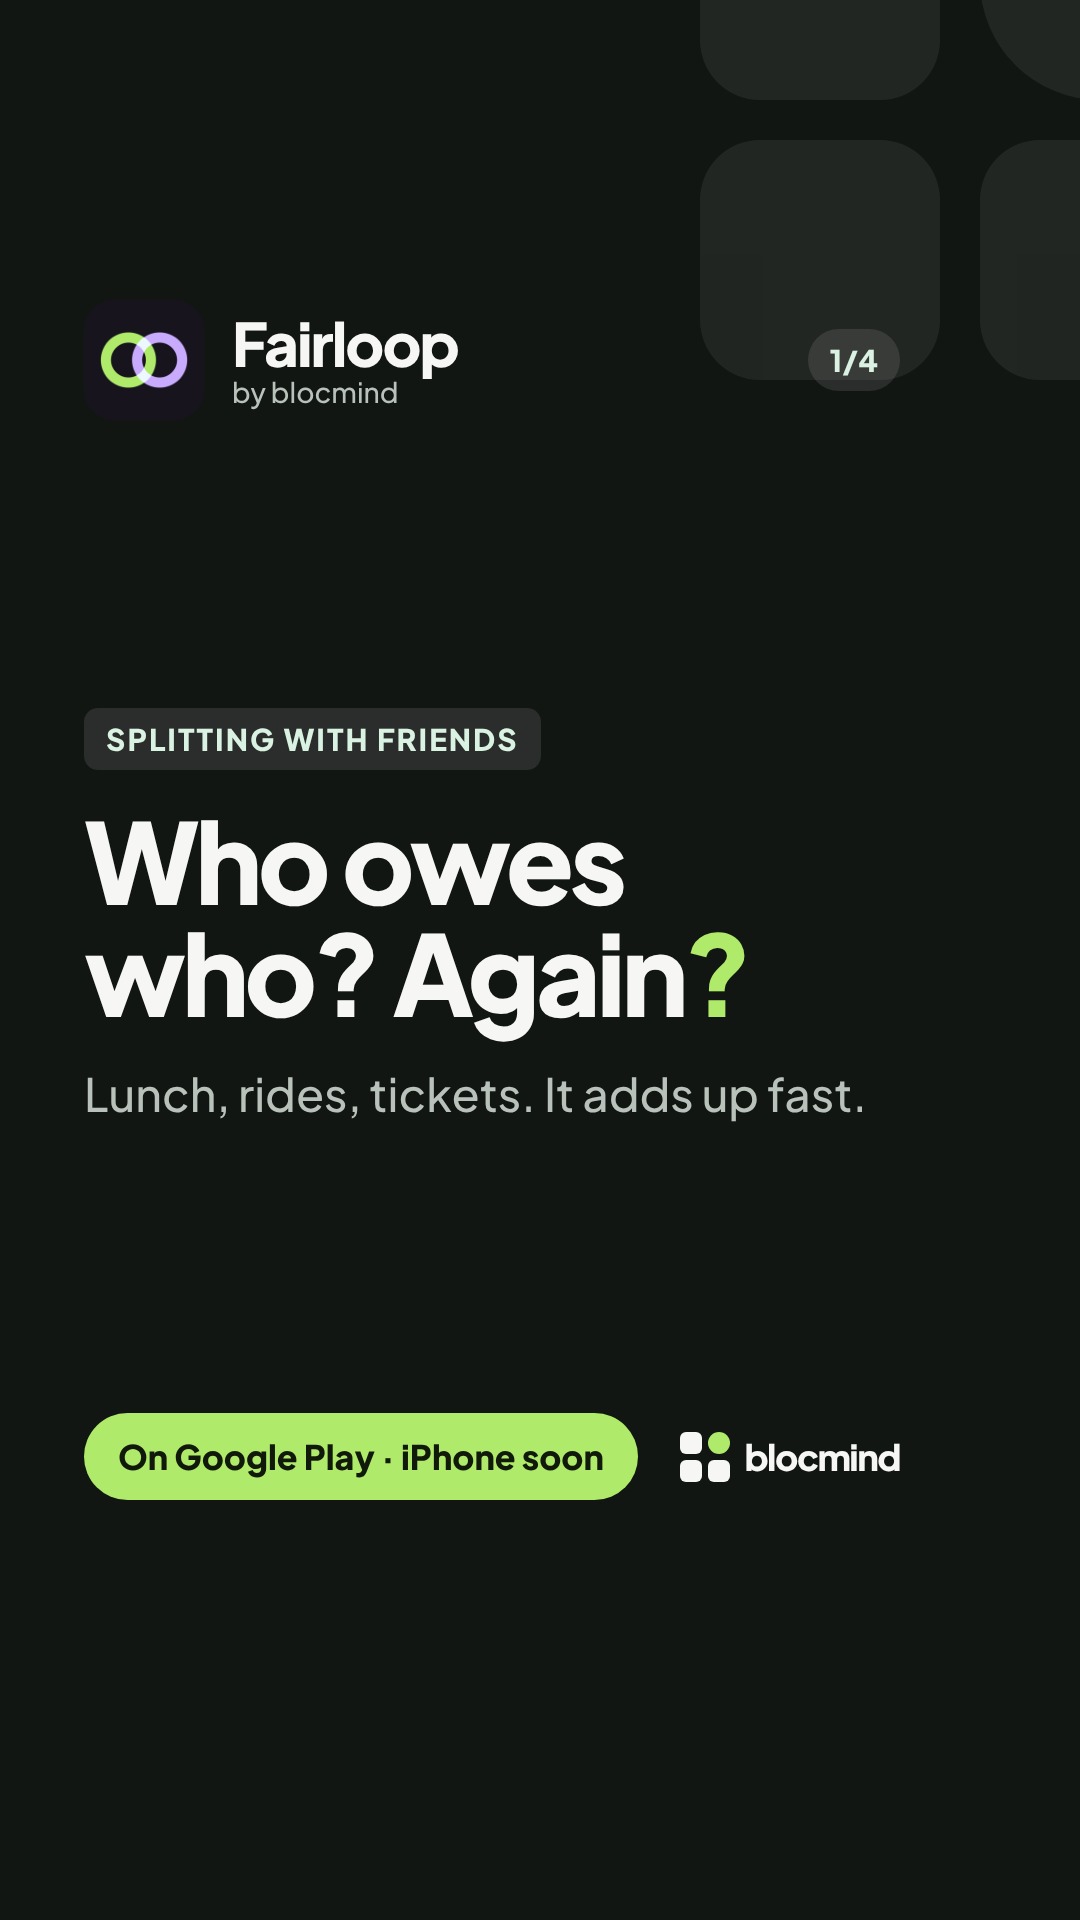 Fairloop
by blocmind
1/4
SPLITTING WITH FRIENDS
Who owes
who? Again?
Lunch, rides, tickets. It adds up fast.
On Google Play · iPhone soon
blocmind